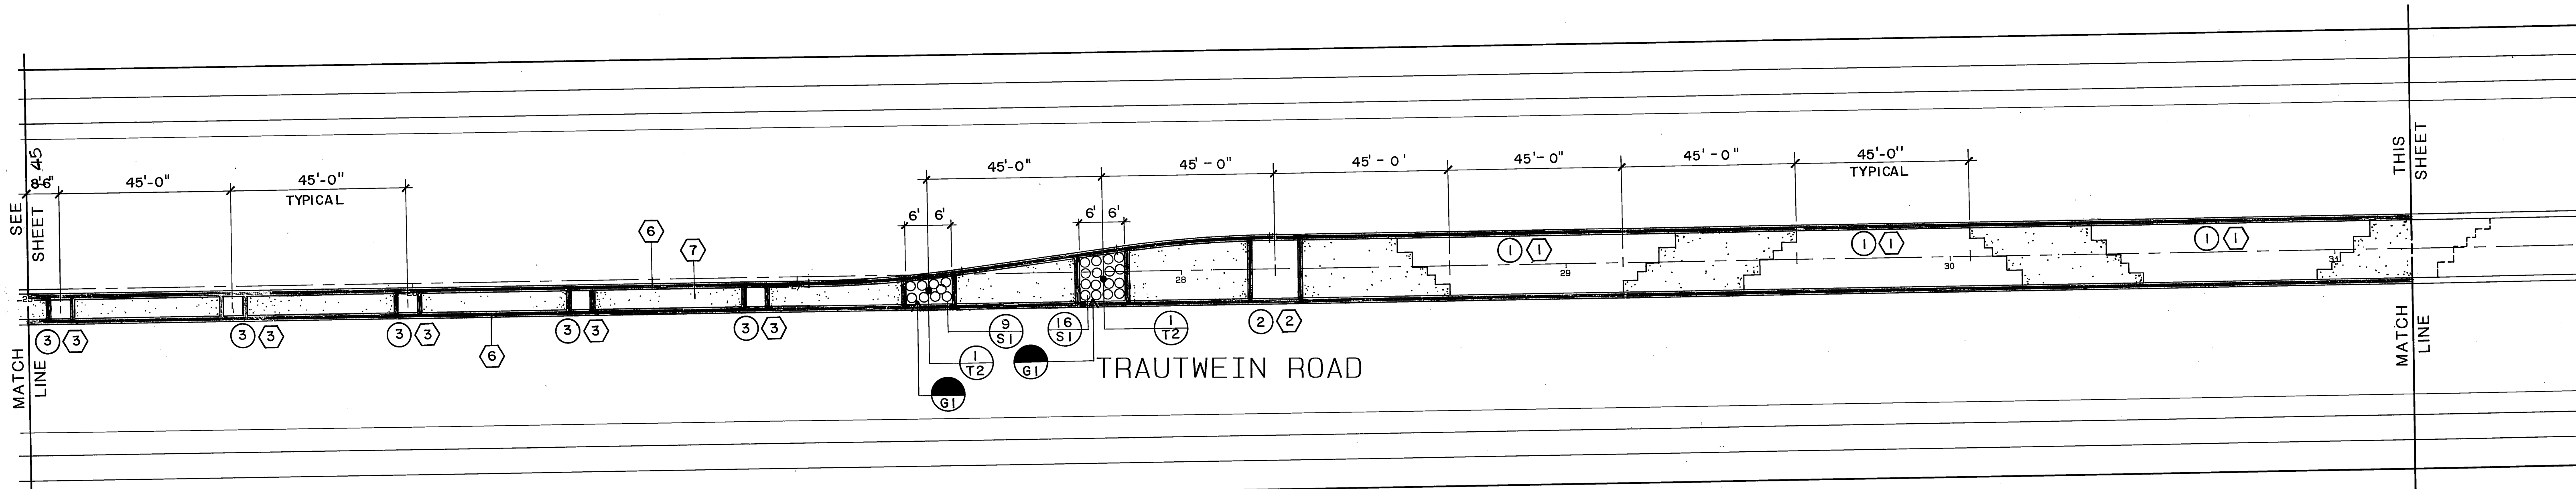 SEE
SHEET 45
MATCH
LINE
8'-6"
45'-0"
45'-0"
TYPICAL
6
7
45'-0"
45'-0"
45'-0'
45'-0"
45'-0"
45'-0"
TYPICAL
6' 6'
6' 6'
THIS
SHEET
28
29
30
31
1 1
1 1
1 1
3 3
3 3
3 3
3 3
3 3
6
9
S1
1
T2
G1
16
S1
G1
1
T2
2 2
TRAUTWEIN ROAD
MATCH
LINE